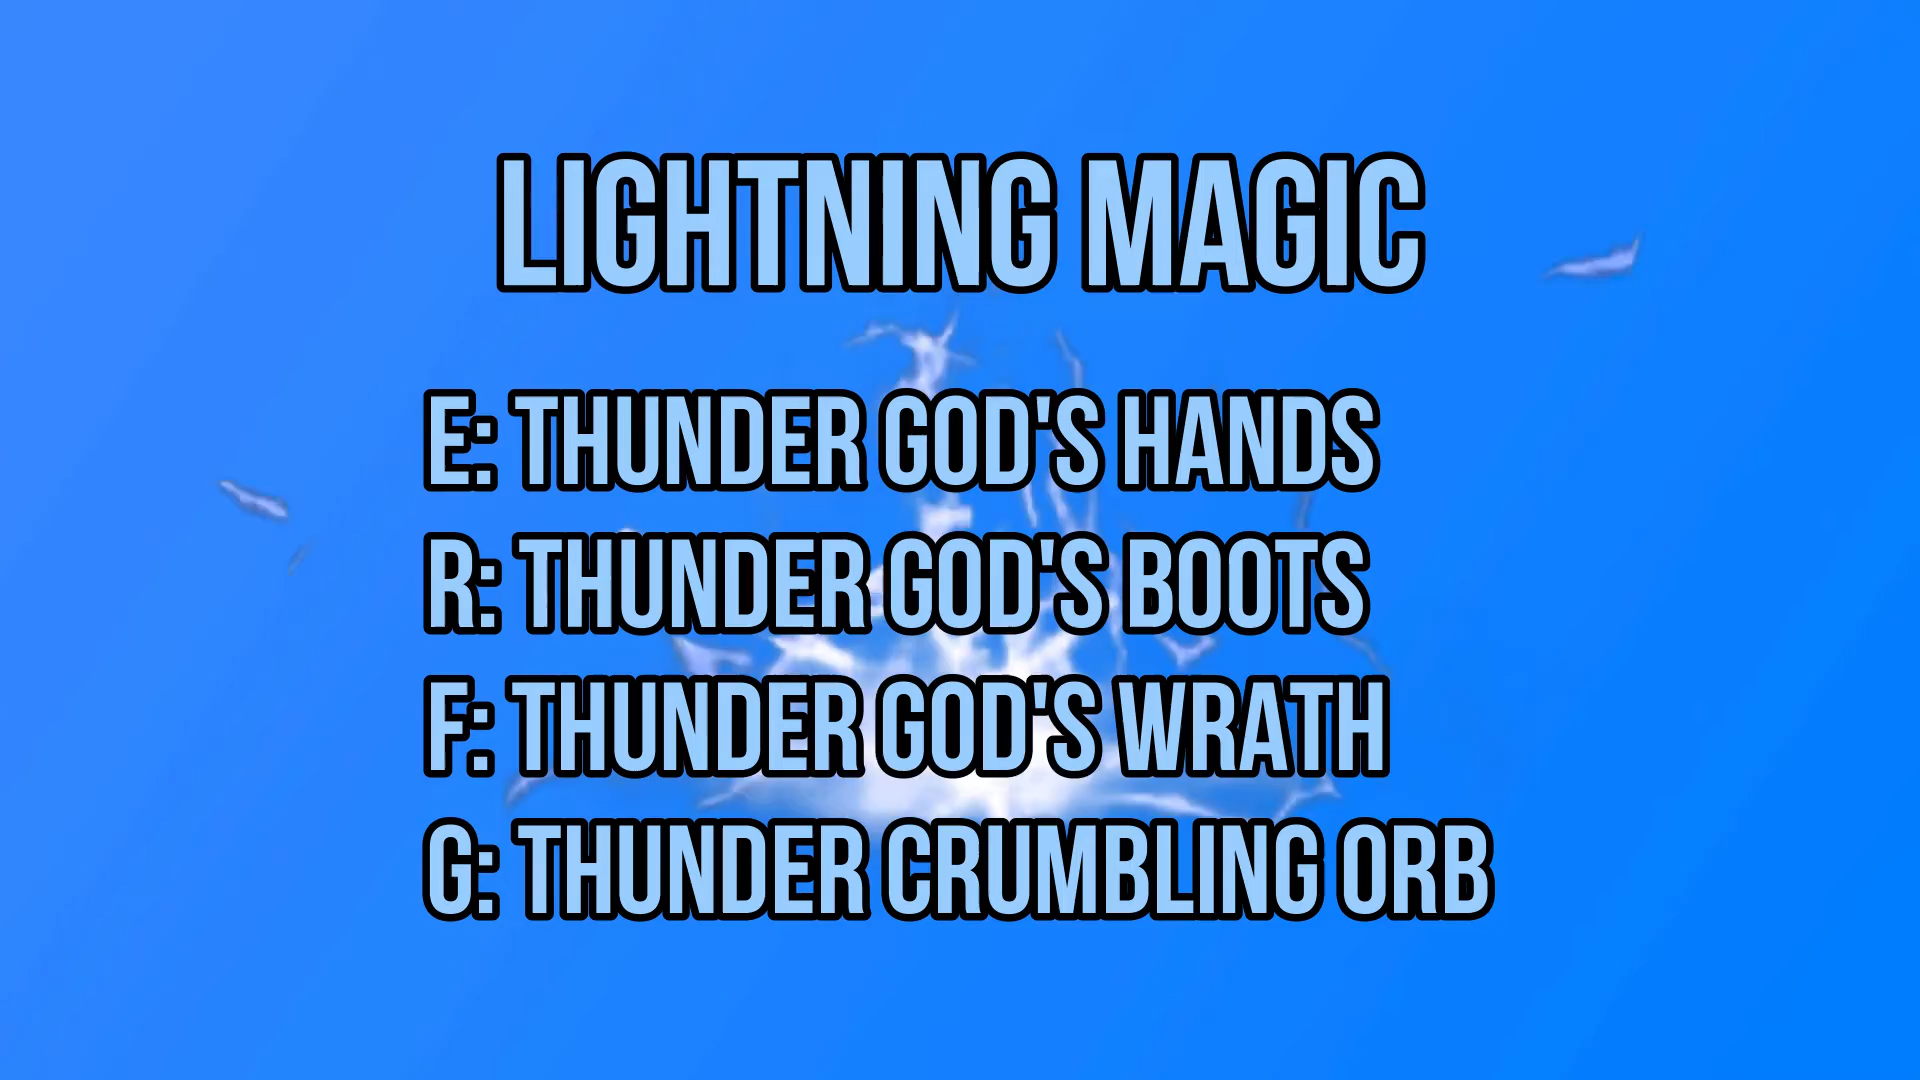 LIGHTNING MAGIC
E: THUNDER GOD'S HANDS
R: THUNDER GOD'S BOOTS
F: THUNDER GOD'S WRATH
G: THUNDER CRUMBLING ORB